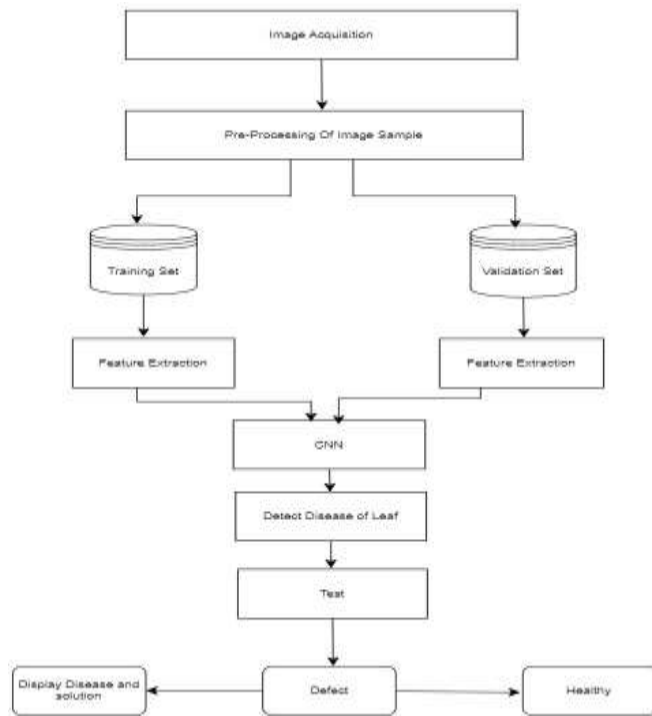 Image Acquisition
Pre-Processing Of Image Sample
Training Set
Validation Set
Feature Extraction
Feature Extraction
CNN
Detect Disease of Leaf
Test
Display Disease and
solution
Defect
Healthy